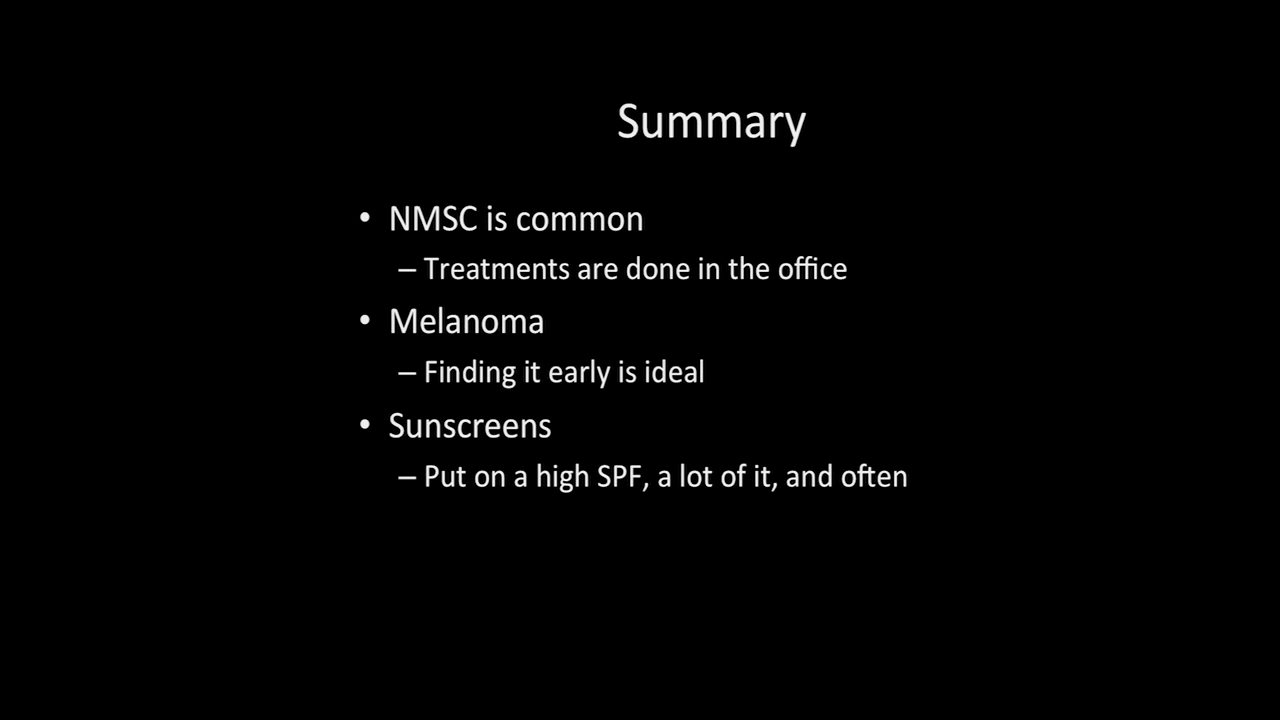 Summary
• NMSC is common
– Treatments are done in the office
• Melanoma
– Finding it early is ideal
• Sunscreens
– Put on a high SPF, a lot of it, and often